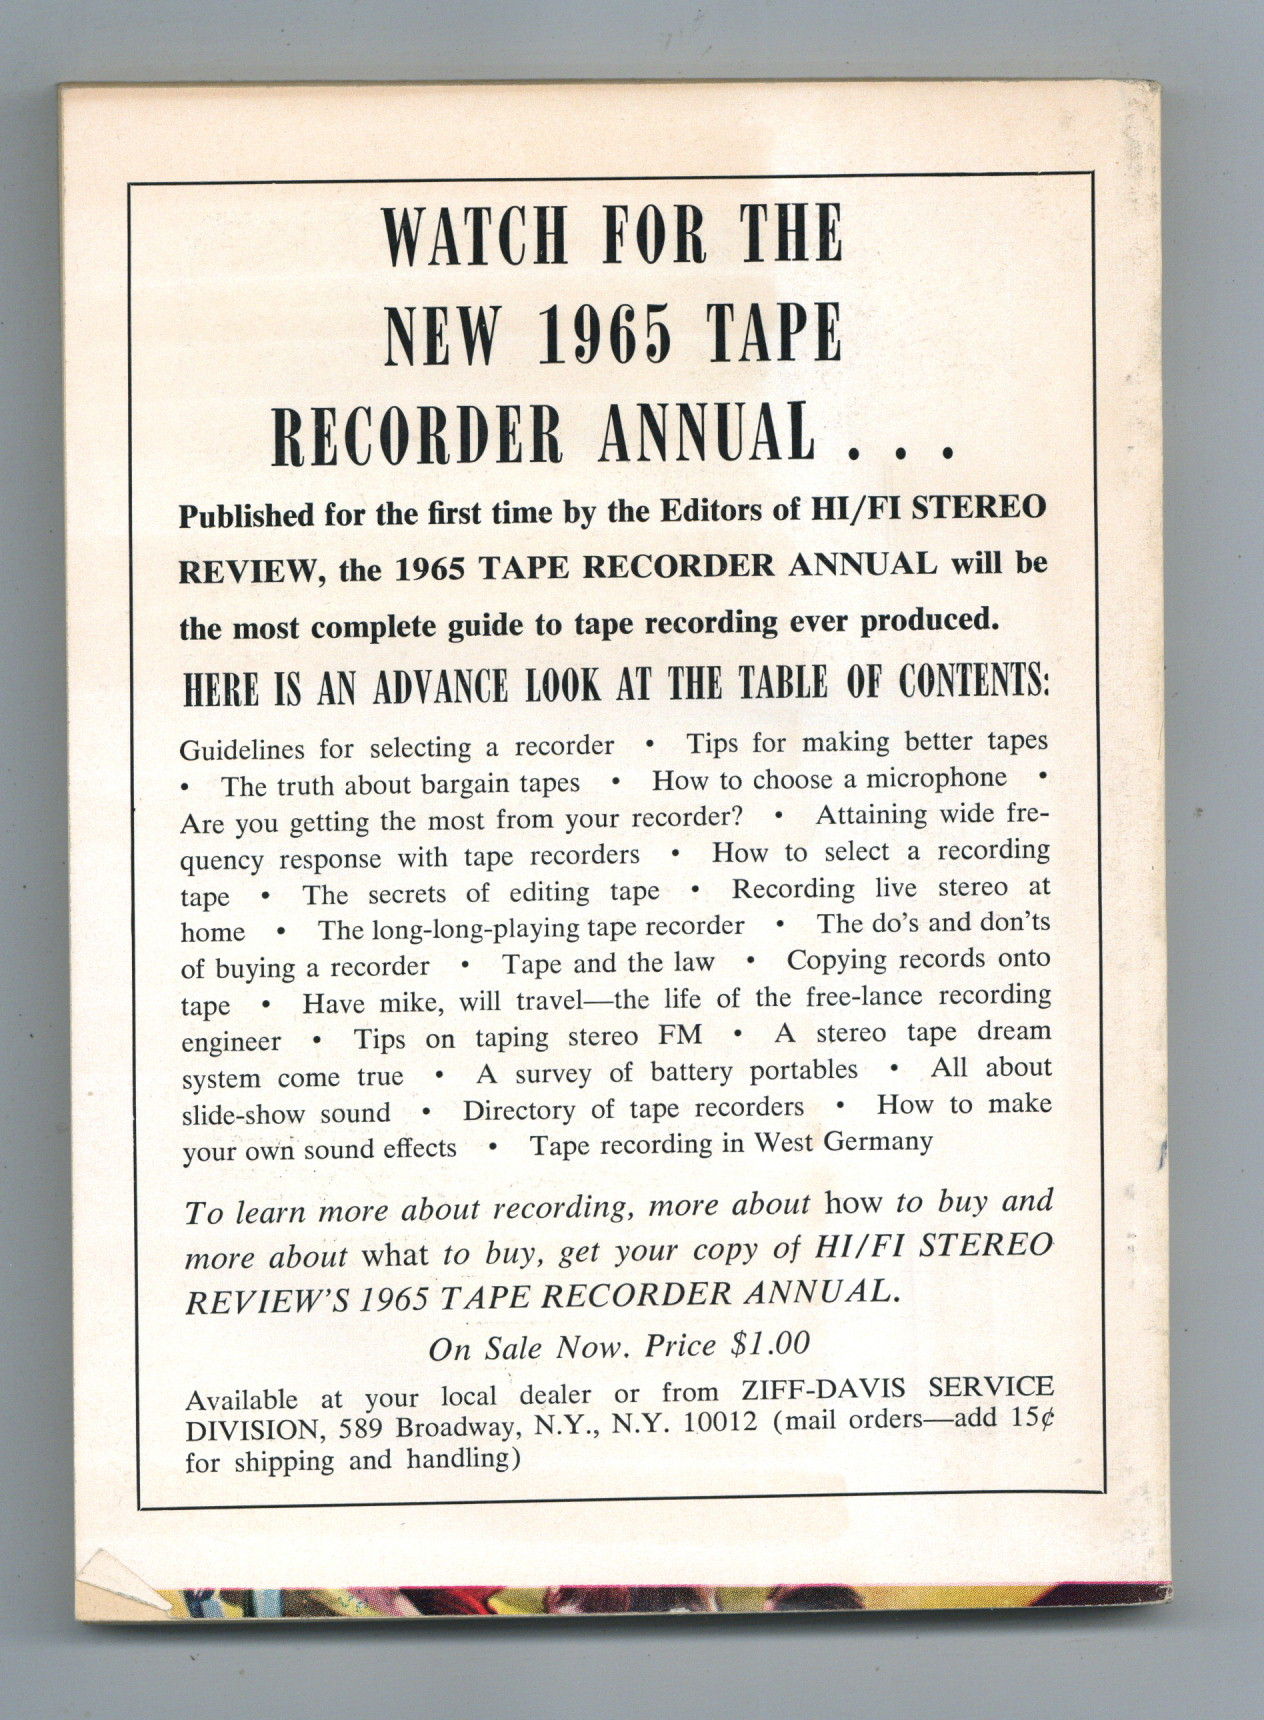 WATCH FOR THE
NEW 1965 TAPE
RECORDER ANNUAL . . .
Published for the first time by the Editors of HI/FI STEREO
REVIEW, the 1965 TAPE RECORDER ANNUAL will be
the most complete guide to tape recording ever produced.
HERE IS AN ADVANCE LOOK AT THE TABLE OF CONTENTS:
Guidelines for selecting a recorder • Tips for making better tapes
• The truth about bargain tapes • How to choose a microphone •
Are you getting the most from your recorder? • Attaining wide fre-
quency response with tape recorders • How to select a recording
tape • The secrets of editing tape • Recording live stereo at
home • The long-long-playing tape recorder • The do's and don'ts
of buying a recorder • Tape and the law • Copying records onto
tape • Have mike, will travel—the life of the free-lance recording
engineer • Tips on taping stereo FM • A stereo tape dream
system come true • A survey of battery portables • All about
slide-show sound • Directory of tape recorders • How to make
your own sound effects • Tape recording in West Germany
To learn more about recording, more about how to buy and
more about what to buy, get your copy of HI/FI STEREO
REVIEW'S 1965 TAPE RECORDER ANNUAL.
On Sale Now. Price $1.00
Available at your local dealer or from ZIFF-DAVIS SERVICE
DIVISION, 589 Broadway, N.Y., N.Y. 10012 (mail orders—add 15¢
for shipping and handling)